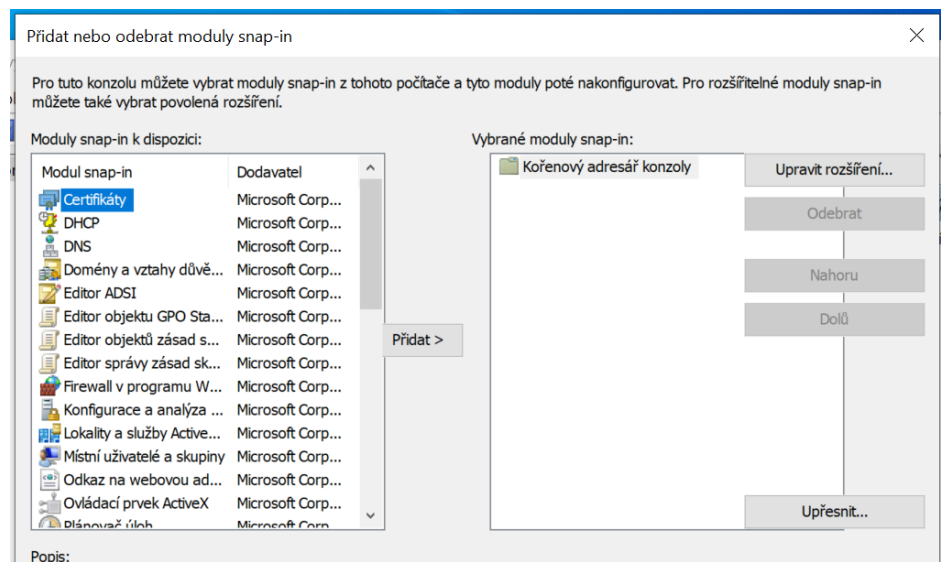 Přidat nebo odebrat moduly snap-in
Pro tuto konzolu můžete vybrat moduly snap-in z tohoto počítače a tyto moduly poté nakonfigurovat. Pro rozšiřitelné moduly snap-in
můžete také vybrat povolená rozšíření.
Moduly snap-in k dispozici:
Vybrané moduly snap-in:
Modul snap-in Dodavatel
Certifikáty Microsoft Corp...
DHCP Microsoft Corp...
DNS Microsoft Corp...
Domény a vztahy důvě... Microsoft Corp...
Editor ADSI Microsoft Corp...
Editor objektu GPO Sta... Microsoft Corp...
Editor objektů zásad s... Microsoft Corp...
Editor správy zásad sk... Microsoft Corp...
Firewall v programu W... Microsoft Corp...
Konfigurace a analýza ... Microsoft Corp...
Lokality a služby Active... Microsoft Corp...
Místní uživatelé a skupiny Microsoft Corp...
Odkaz na webovou ad... Microsoft Corp...
Ovládací prvek ActiveX Microsoft Corp...
Plánovač úloh Microsoft Corp
Přidat >
Kořenový adresář konzoly
Upravit rozšíření...
Odebrat
Nahoru
Dolů
Upřesnit...
Popis: